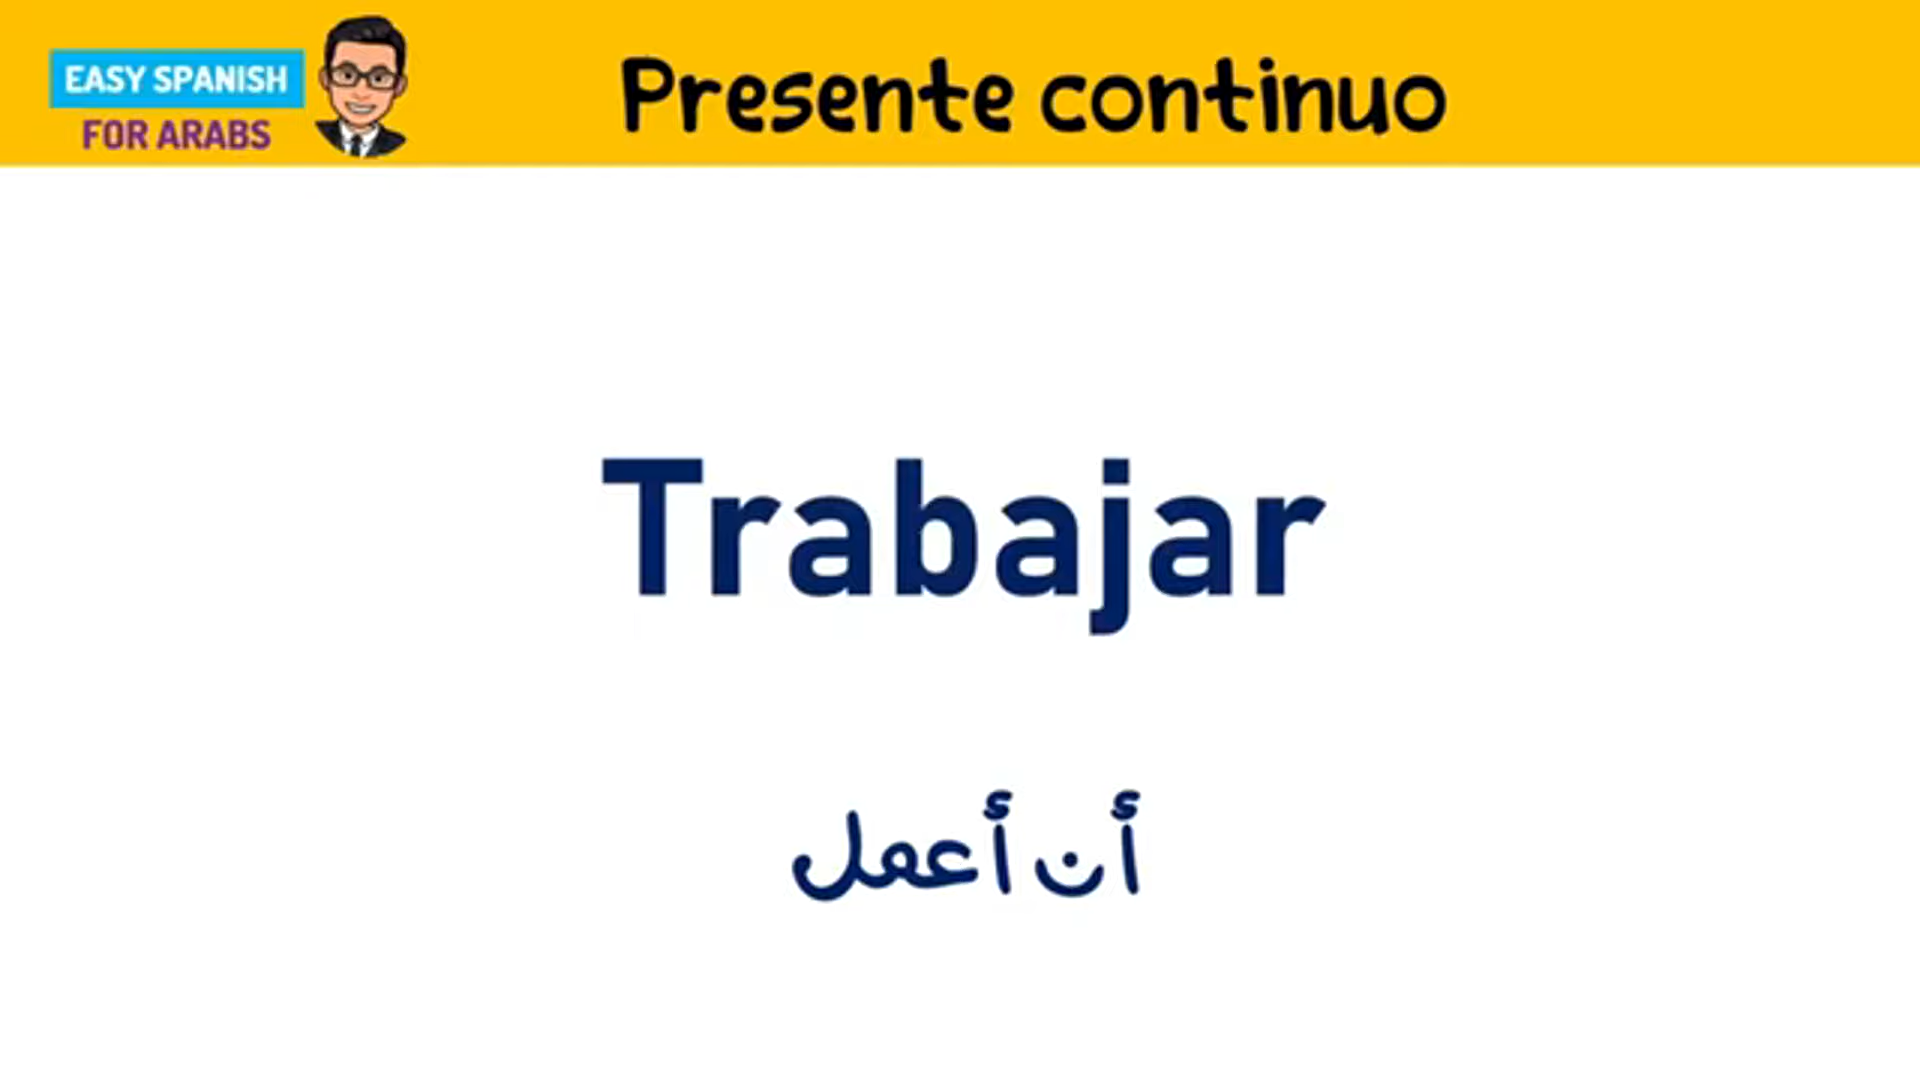 EASY SPANISH
FOR ARABS
Presente continuo
Trabajar
أن أعمل